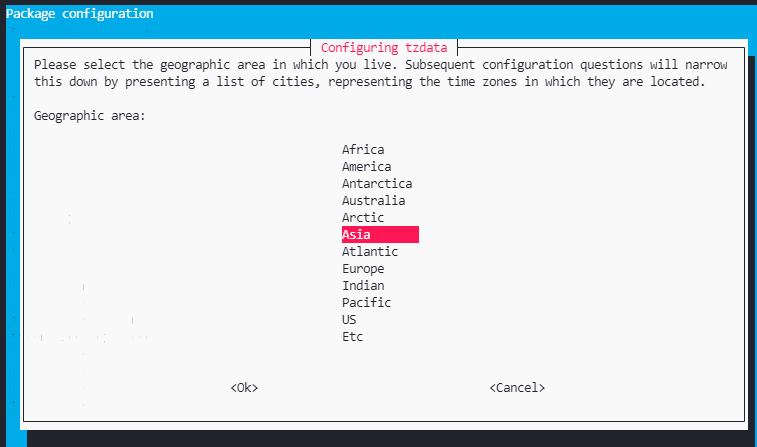 Package configuration
Configuring tzdata
Please select the geographic area in which you live. Subsequent configuration questions will narrow
this down by presenting a list of cities, representing the time zones in which they are located.
Geographic area:
Africa
America
Antarctica
Australia
Arctic
Asia
Atlantic
Europe
Indian
Pacific
US
Etc
<Ok> <Cancel>